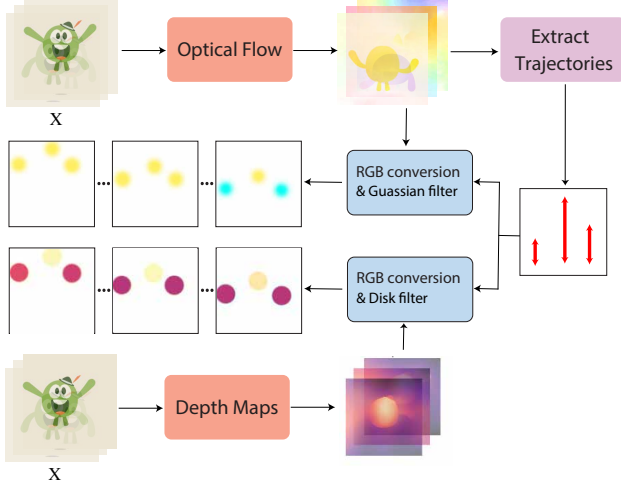 Optical Flow
Extract
Trajectories
X
RGB conversion
& Guassian filter
...
...
RGB conversion
& Disk filter
...
...
Depth Maps
X